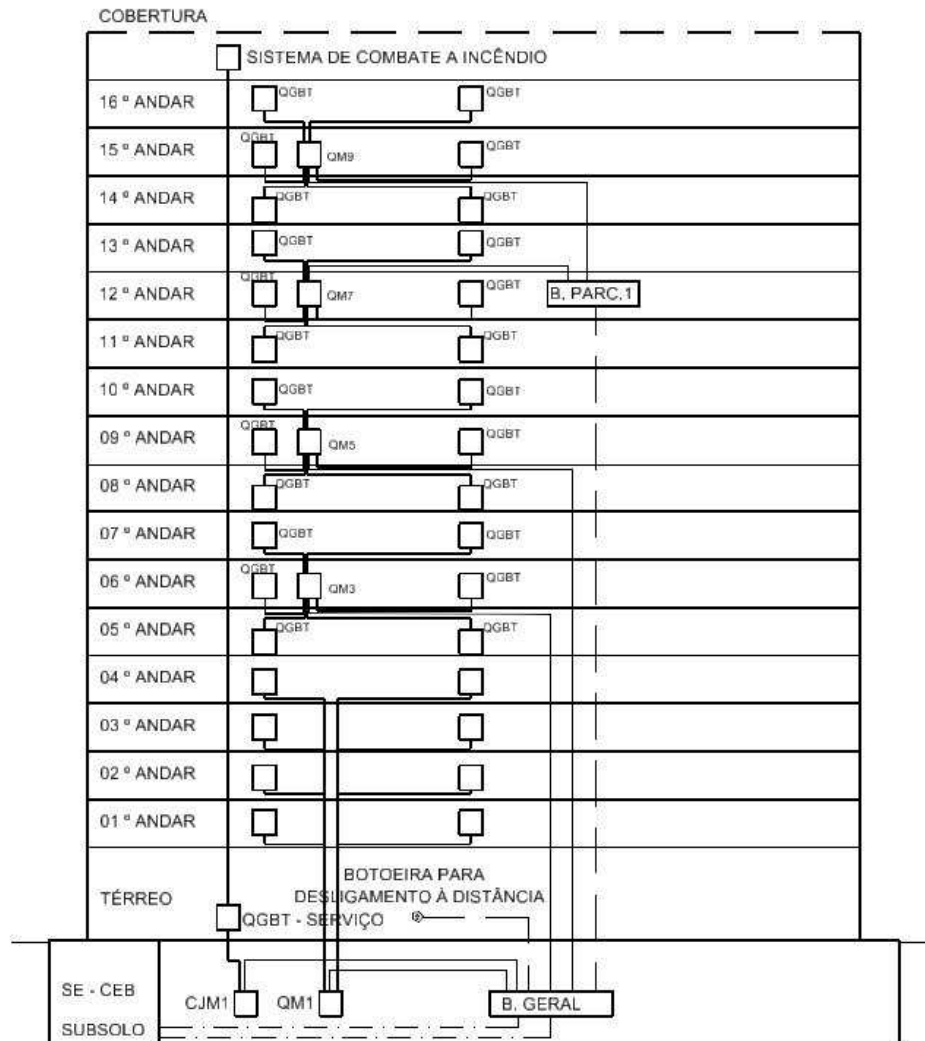 COBERTURA
SISTEMA DE COMBATE A INCÊNDIO
16 º ANDAR
QGBT
QGBT
15 º ANDAR
QGBT
QM9
QGBT
14 º ANDAR
QGBT
QGBT
13 º ANDAR
QGBT
QGBT
12 º ANDAR
QGBT
QM7
QGBT
B. PARC.1
11 º ANDAR
QGBT
QGBT
10 º ANDAR
QGBT
QGBT
09 º ANDAR
QGBT
QM5
QGBT
08 º ANDAR
QGBT
QGBT
07 º ANDAR
QGBT
QGBT
06 º ANDAR
QGBT
QM3
QGBT
05 º ANDAR
QGBT
QGBT
04 º ANDAR
03 º ANDAR
02 º ANDAR
01 º ANDAR
TÉRREO
BOTOEIRA PARA
DESLIGAMENTO À DISTÂNCIA
QGBT - SERVIÇO
SE - CEB
CJM1
QM1
B. GERAL
SUBSOLO